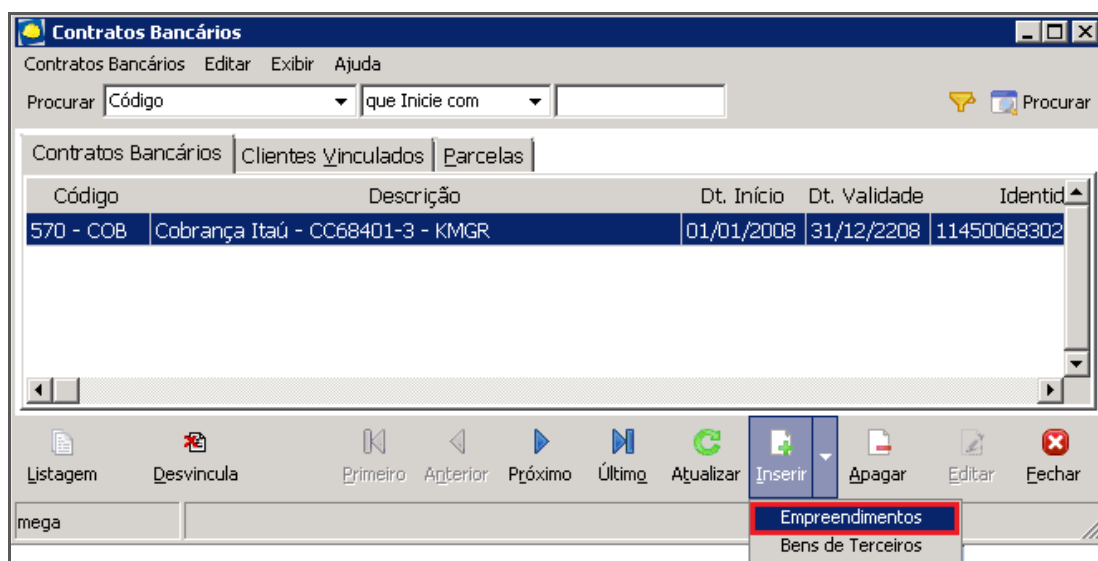 Contratos Bancários
Contratos Bancários Editar Exibir Ajuda
Procurar Código que Inicie com Procurar
Contratos Bancários Clientes Vinculados Parcelas
Código Descrição Dt. Início Dt. Validade Identid
570 - COB Cobrança Itaú - CC68401-3 - KMGR 01/01/2008 31/12/2208 11450068302
Listagem Desvincula Primeiro Anterior Próximo Último Atualizar Inserir Apagar Editar Fechar
mega Empreendimentos
Bens de Terceiros